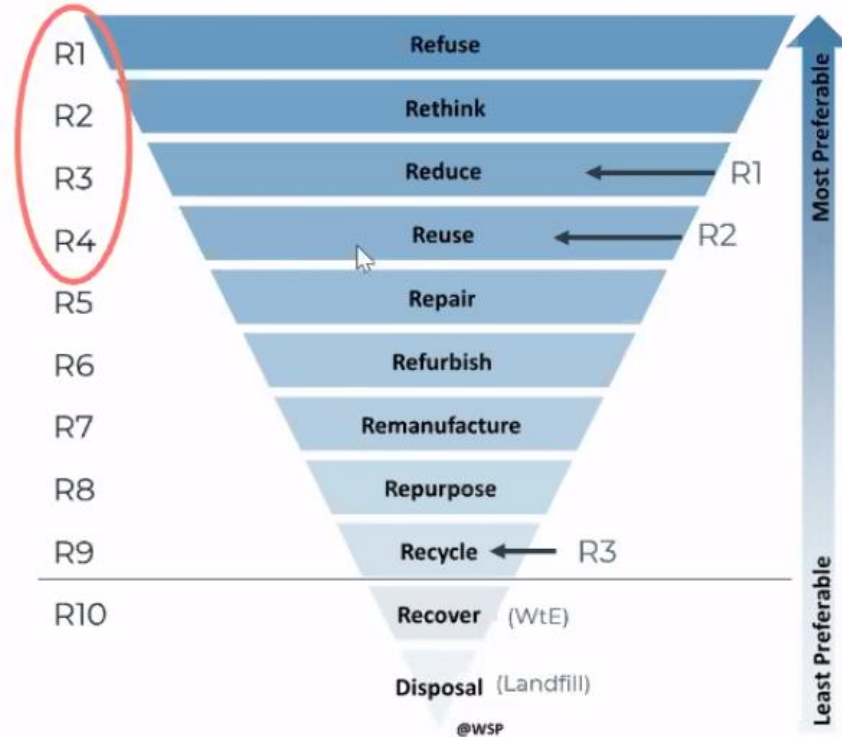 R1 Refuse
R2 Rethink
R3 Reduce R1
R4 Reuse R2
R5 Repair
R6 Refurbish
R7 Remanufacture
R8 Repurpose
R9 Recycle R3
R10 Recover (WtE)
Disposal (Landfill)
@WSP
Most Preferable
Least Preferable